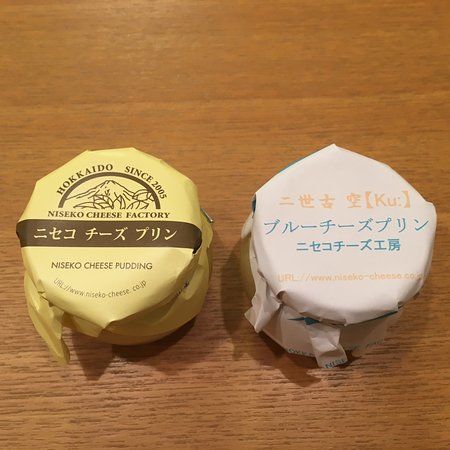 HOKKAIDO SINCE 2005
NISEKO CHEESE FACTORY
ニセコ チーズ プリン
NISEKO CHEESE PUDDING
URL://www.niseko-cheese.co.jp
二世古 空【Ku:】
ブルーチーズプリン
ニセコチーズ工房
URL://www.niseko-cheese.co.jp